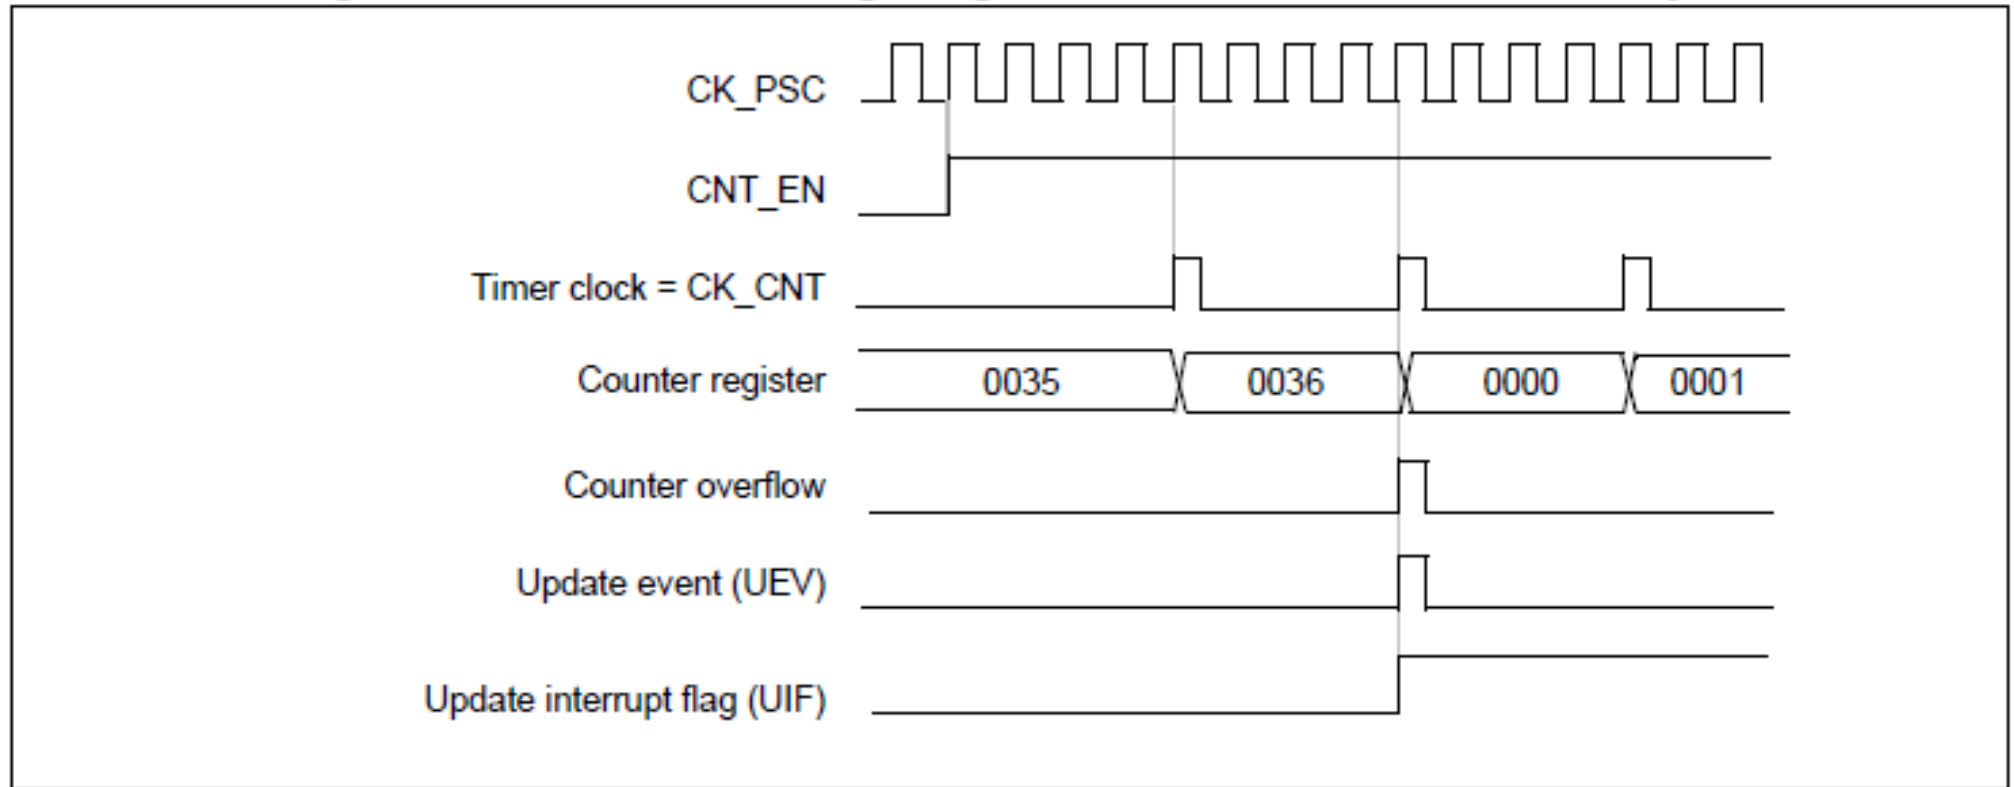 CK_PSC
CNT_EN
Timer clock = CK_CNT
Counter register 0035 0036 0000 0001
Counter overflow
Update event (UEV)
Update interrupt flag (UIF)